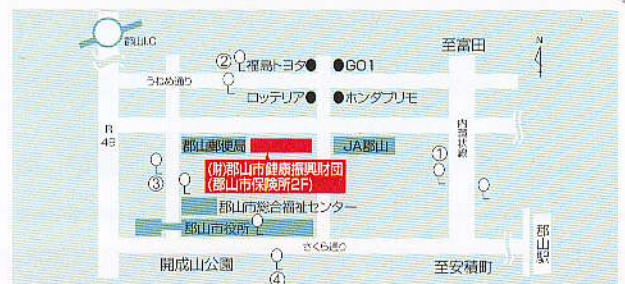 郡山I.C
至富田
N
② 福島トヨタ ● ● GO1
うねめ通り
ロッテリア ● ● ホンダプリモ
R
49
内環状線
郡山郵便局
JA郡山
①
(財)郡山市健康振興財団
(郡山市保険所2F)
③
郡山市総合福祉センター
郡山市役所
さくら通り
郡山駅
開成山公園
④
至安積町